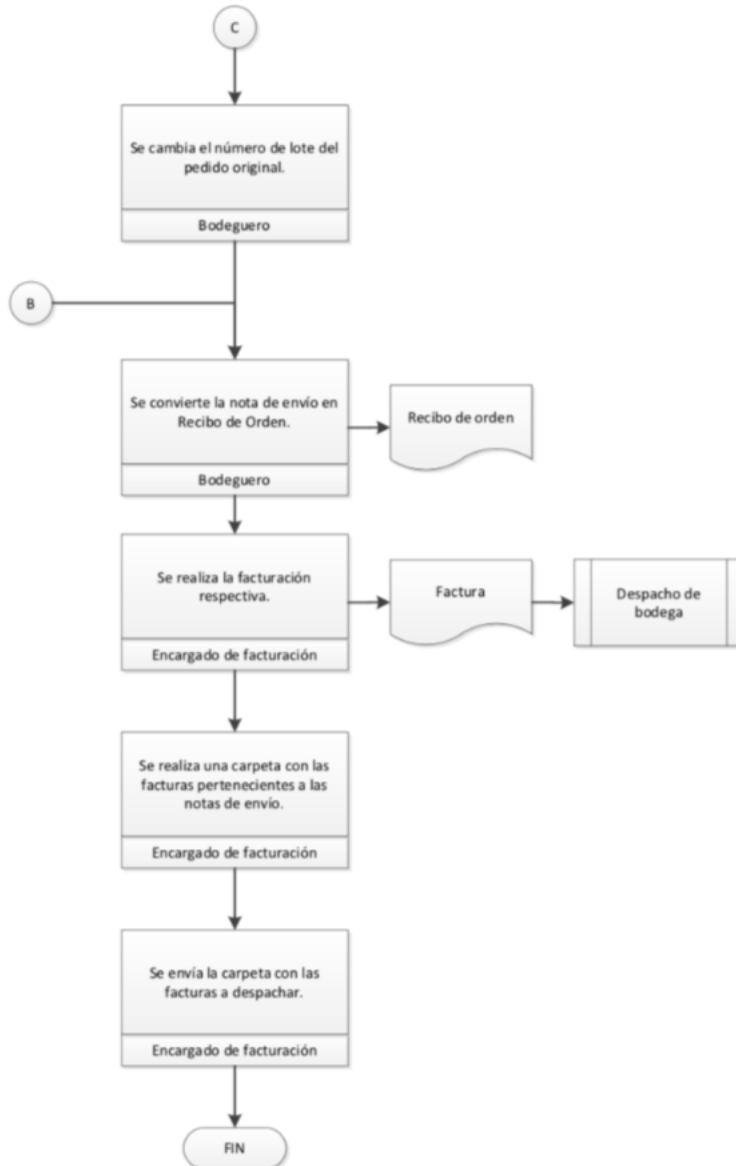 C
Se cambia el número de lote del
pedido original.
Bodeguero
B
Se convierte la nota de envío en
Recibo de Orden.
Bodeguero
Recibo de orden
Se realiza la facturación
respectiva.
Encargado de facturación
Factura
Despacho de
bodega
Se realiza una carpeta con las
facturas pertenecientes a las
notas de envío.
Encargado de facturación
Se envía la carpeta con las
facturas a despachar.
Encargado de facturación
FIN